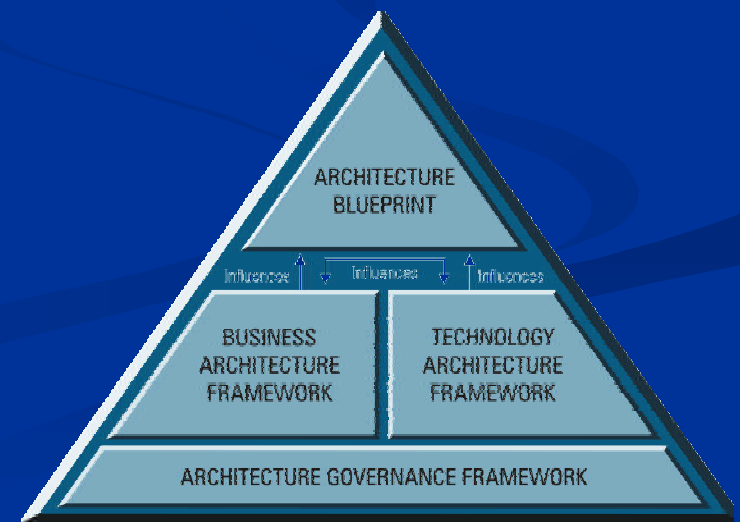 ARCHITECTURE
BLUEPRINT
Influences
Influences
Influences
BUSINESS
ARCHITECTURE
FRAMEWORK
TECHNOLOGY
ARCHITECTURE
FRAMEWORK
ARCHITECTURE GOVERNANCE FRAMEWORK